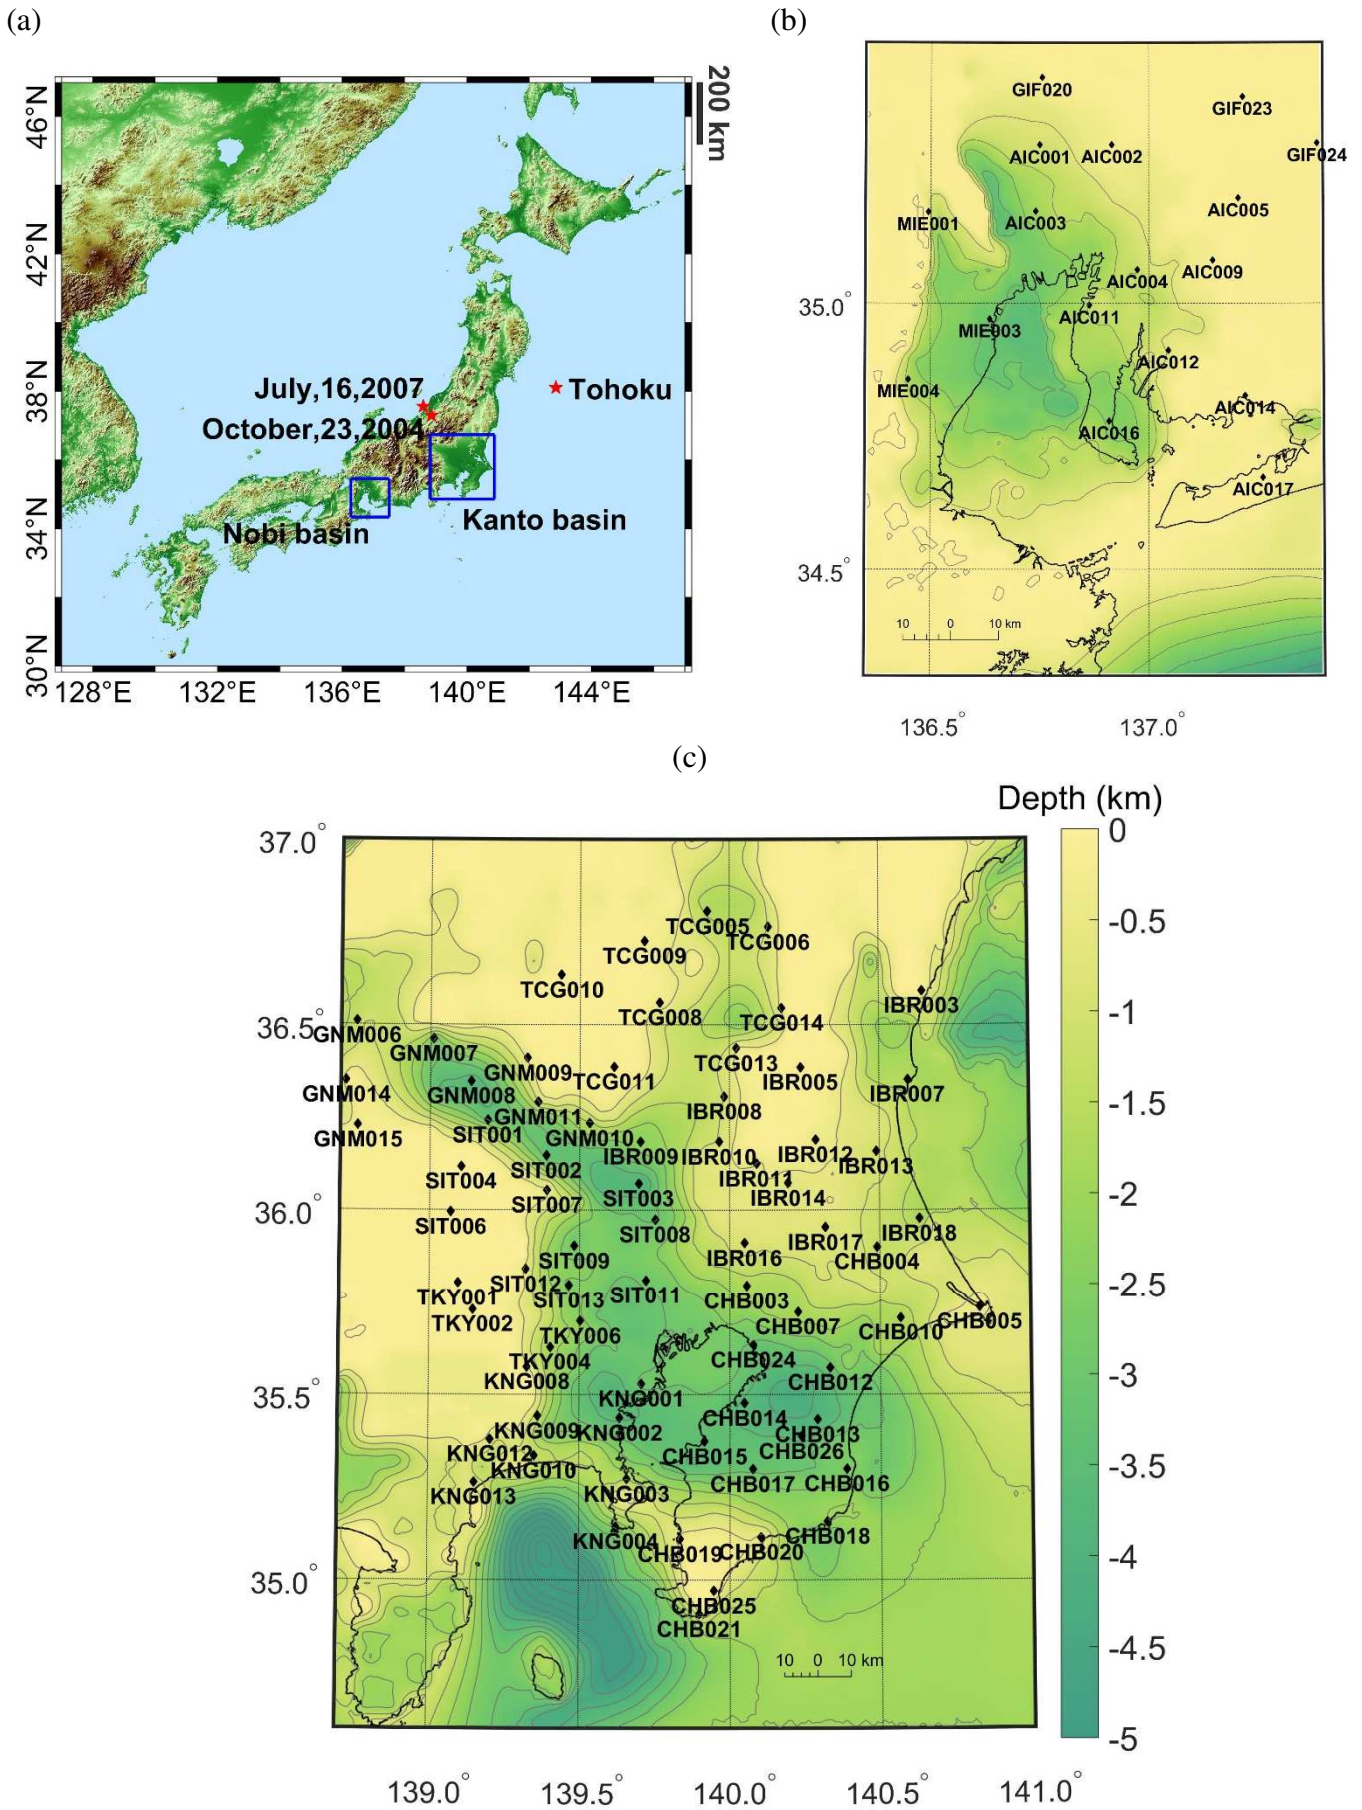 (a)
46°N
42°N
38°N
34°N
30°N
200 km
July,16,2007
October,23,2004
Tohoku
Nobi basin
Kanto basin
128°E 132°E 136°E 140°E 144°E
(b)
GIF020
GIF023
AIC001 AIC002
GIF024
MIE001
AIC003
AIC005
AIC004
AIC009
35.0°
AIC011
MIE003
AIC012
MIE004
AIC014
AIC016
AIC017
34.5°
10 0 10 km
136.5° 137.0°
(c)
Depth (km)
0
-0.5
-1
-1.5
-2
-2.5
-3
-3.5
-4
-4.5
-5
37.0°
TCG005
TCG006
TCG009
TCG010
IBR003
TCG008
TCG014
36.5°
GNM006
GNM007
TCG013
GNM009
TCG011
IBR005
GNM014
GNM008
IBR007
IBR008
GNM011
GNM015
SIT001
GNM010
IBR009
IBR010
IBR012
IBR013
SIT002
SIT004
IBR011
SIT007
SIT003
IBR014
36.0°
SIT006
SIT008
IBR017
IBR018
SIT009
IBR016
CHB004
SIT012
TKY001
SIT013
SIT011
CHB003
TKY002
CHB007
CHB010
CHB005
TKY006
TKY004
CHB024
KNG008
CHB012
35.5°
KNG001
CHB014
KNG009
KNG002
CHB013
KNG012
CHB015
CHB026
KNG010
CHB017
CHB016
KNG013
KNG003
KNG004
CHB018
CHB019
CHB020
35.0°
CHB025
CHB021
10 0 10 km
139.0° 139.5° 140.0° 140.5° 141.0°